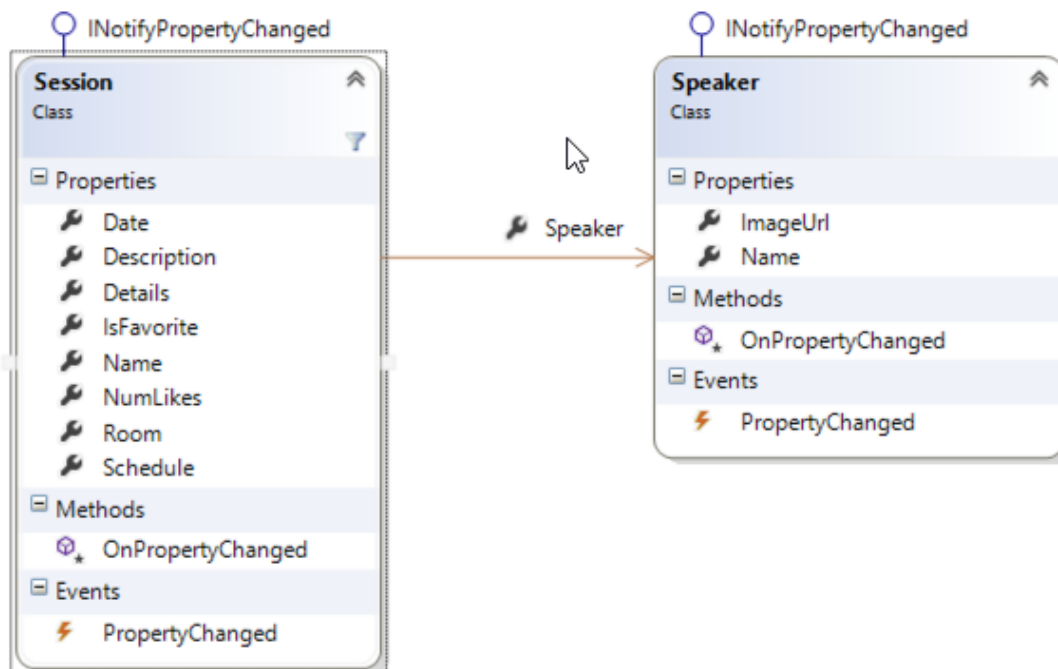 INotifyPropertyChanged
Session
Class
Properties
Date
Description
Details
IsFavorite
Name
NumLikes
Room
Schedule
Methods
OnPropertyChanged
Events
PropertyChanged
Speaker
INotifyPropertyChanged
Speaker
Class
Properties
ImageUrl
Name
Methods
OnPropertyChanged
Events
PropertyChanged